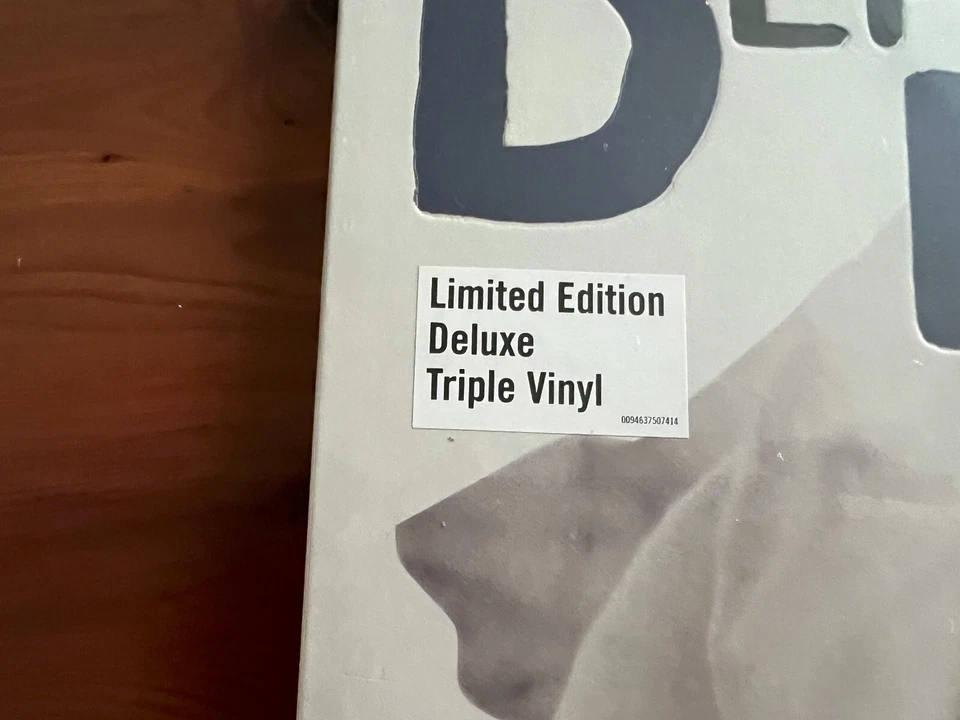 Limited Edition
Deluxe
Triple Vinyl
0094637507414